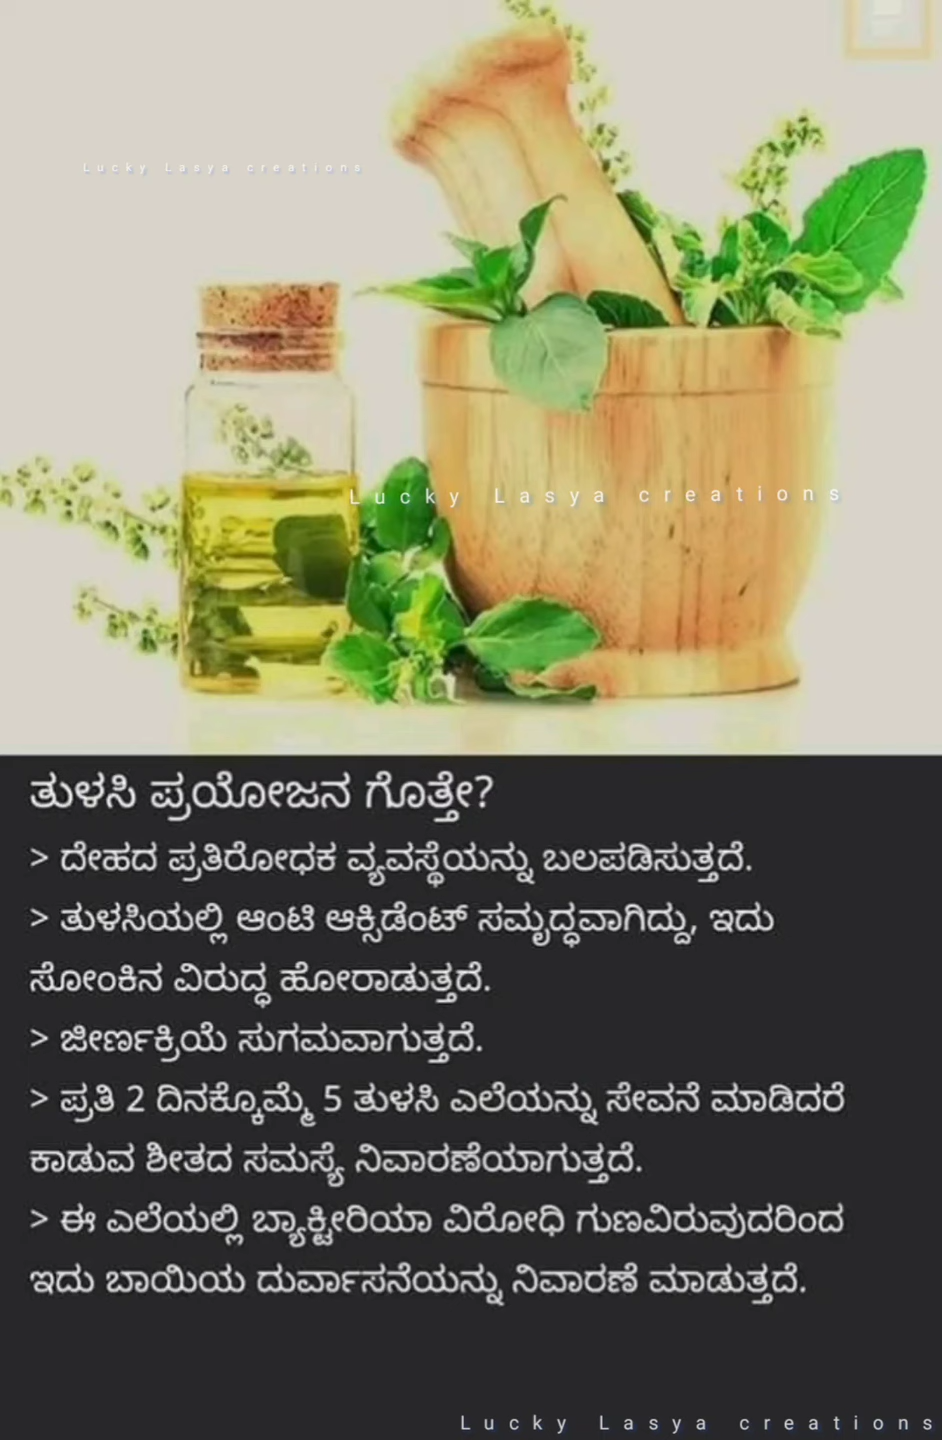 Lucky Lasya creations
Lucky Lasya creations
ತುಳಸಿ ಪ್ರಯೋಜನ ಗೊತ್ತೇ?
> ದೇಹದ ಪ್ರತಿರೋಧಕ ವ್ಯವಸ್ಥೆಯನ್ನು ಬಲಪಡಿಸುತ್ತದೆ.
> ತುಳಸಿಯಲ್ಲಿ ಆಂಟಿ ಆಕ್ಸಿಡೆಂಟ್ ಸಮೃದ್ಧವಾಗಿದ್ದು, ಇದು
ಸೋಂಕಿನ ವಿರುದ್ಧ ಹೋರಾಡುತ್ತದೆ.
> ಜೀರ್ಣಕ್ರಿಯೆ ಸುಗಮವಾಗುತ್ತದೆ.
> ಪ್ರತಿ 2 ದಿನಕ್ಕೊಮ್ಮೆ 5 ತುಳಸಿ ಎಲೆಯನ್ನು ಸೇವನೆ ಮಾಡಿದರೆ
ಕಾಡುವ ಶೀತದ ಸಮಸ್ಯೆ ನಿವಾರಣೆಯಾಗುತ್ತದೆ.
> ಈ ಎಲೆಯಲ್ಲಿ ಬ್ಯಾಕ್ಟೀರಿಯಾ ವಿರೋಧಿ ಗುಣವಿರುವುದರಿಂದ
ಇದು ಬಾಯಿಯ ದುರ್ವಾಸನೆಯನ್ನು ನಿವಾರಣೆ ಮಾಡುತ್ತದೆ.
Lucky Lasya creations